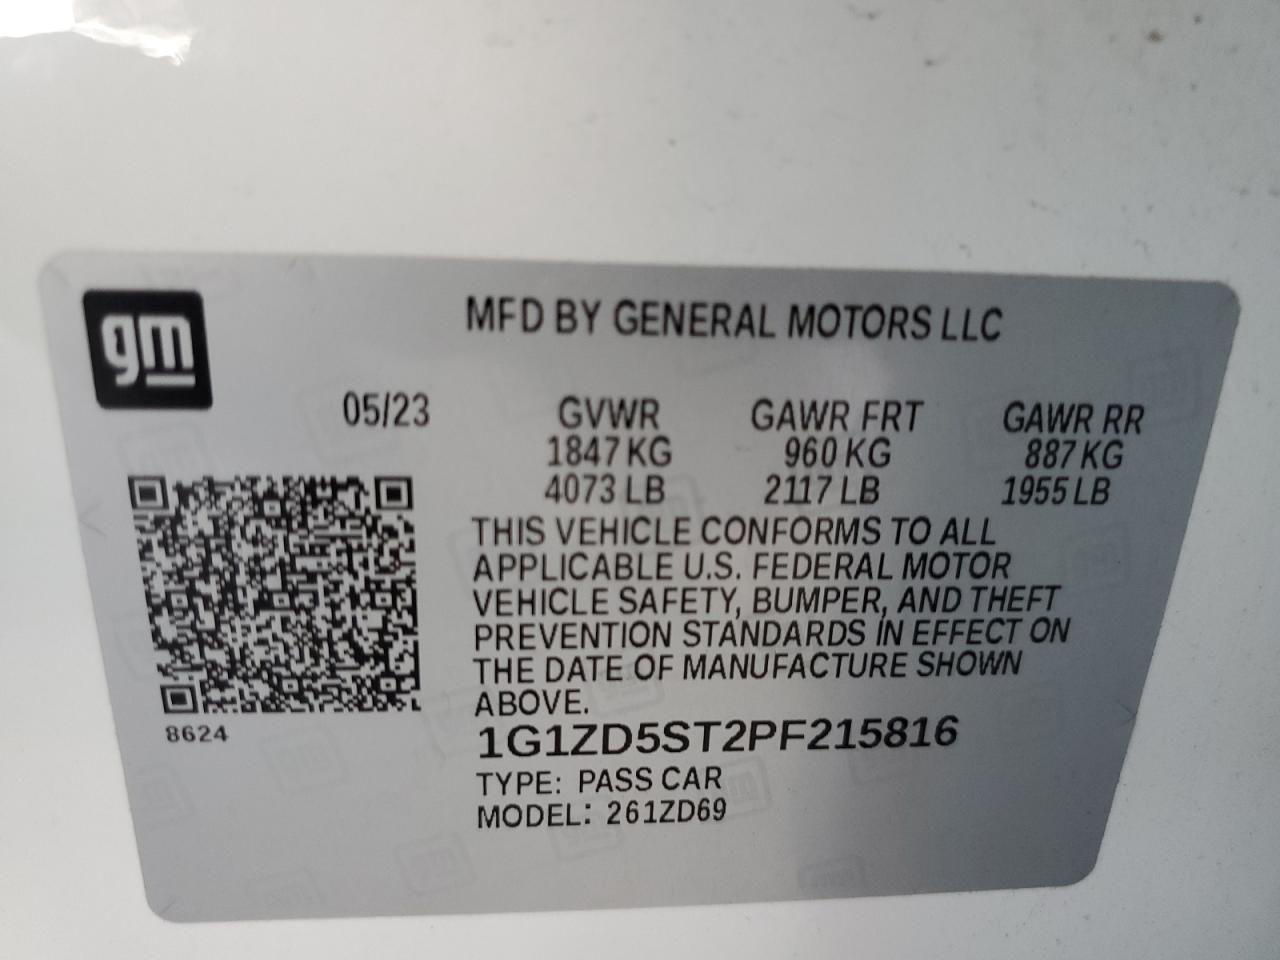 gm
MFD BY GENERAL MOTORS LLC
05/23 GVWR GAWR FRT GAWR RR
1847 KG 960 KG 887 KG
4073 LB 2117 LB 1955 LB
THIS VEHICLE CONFORMS TO ALL
APPLICABLE U.S. FEDERAL MOTOR
VEHICLE SAFETY, BUMPER, AND THEFT
PREVENTION STANDARDS IN EFFECT ON
THE DATE OF MANUFACTURE SHOWN
ABOVE.
8624
1G1ZD5ST2PF215816
TYPE: PASS CAR
MODEL: 261ZD69